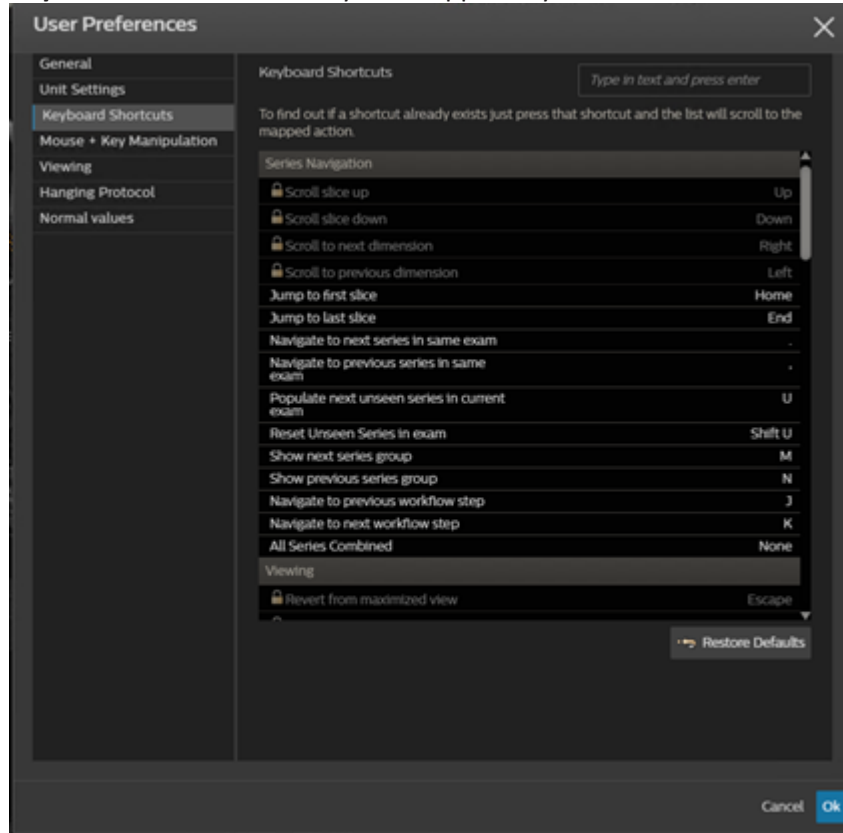 User Preferences
General
Unit Settings
Keyboard Shortcuts
Mouse + Key Manipulation
Viewing
Hanging Protocol
Normal values
Keyboard Shortcuts
Type in text and press enter
To find out if a shortcut already exists just press that shortcut and the list will scroll to the
mapped action.
Series Navigation
Scroll slice up Up
Scroll slice down Down
Scroll to next dimension Right
Scroll to previous dimension Left
Jump to first slice Home
Jump to last slice End
Navigate to next series in same exam .
Navigate to previous series in same
exam
Populate next unseen series in current
exam U
Reset Unseen Series in exam Shift U
Show next series group M
Show previous series group N
Navigate to previous workflow step J
Navigate to next workflow step K
All Series Combined None
Viewing
Revert from maximized view Escape
Restore Defaults
Cancel Ok